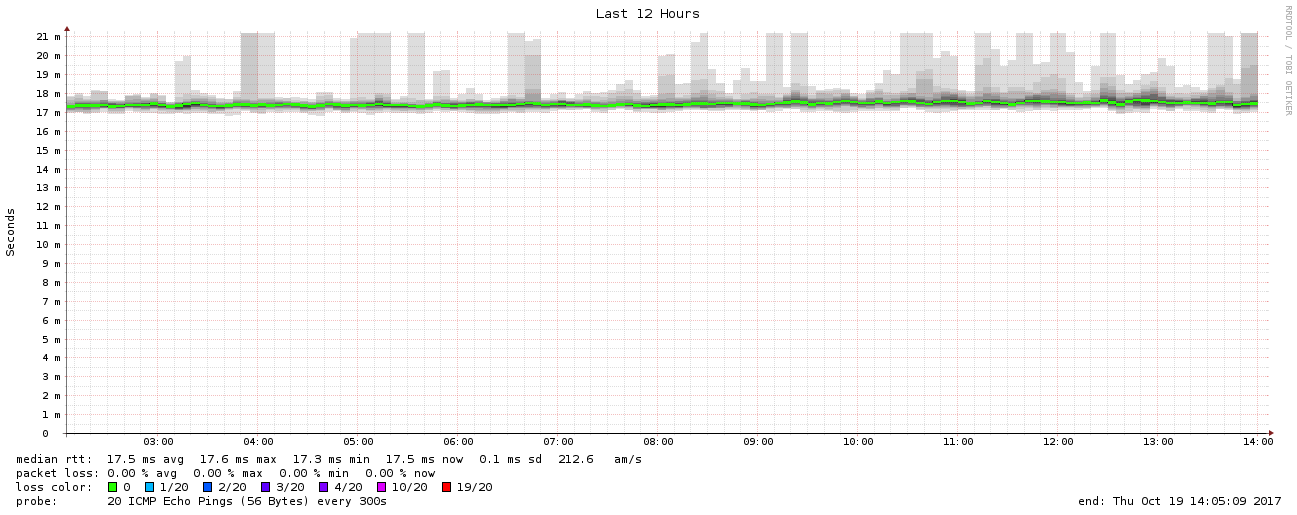 Last 12 Hours
RRDTOOL / TOBI OETIKER
21 m
20 m
19 m
18 m
17 m
16 m
15 m
14 m
13 m
12 m
11 m
10 m
9 m
8 m
7 m
6 m
5 m
4 m
3 m
2 m
1 m
0
Seconds
03:00 04:00 05:00 06:00 07:00 08:00 09:00 10:00 11:00 12:00 13:00 14:00
median rtt: 17.5 ms avg 17.6 ms max 17.3 ms min 17.5 ms now 0.1 ms sd 212.6 am/s
packet loss: 0.00 % avg 0.00 % max 0.00 % min 0.00 % now
loss color: 0 1/20 2/20 3/20 4/20 10/20 19/20
probe: 20 ICMP Echo Pings (56 Bytes) every 300s end: Thu Oct 19 14:05:09 2017